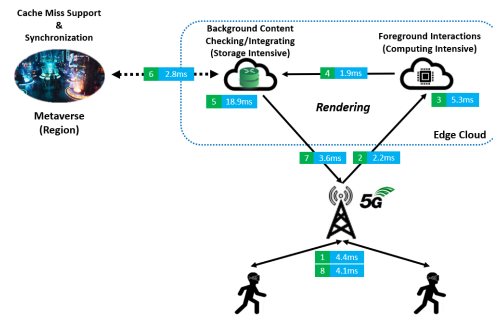 Cache Miss Support
&
Synchronization
Metaverse
(Region)
6 2.8ms
Background Content
Checking/Integrating
(Storage Intensive)
5 18.9ms
4 1.9ms
Foreground Interactions
(Computing Intensive)
3 5.3ms
Rendering
Edge Cloud
7 3.6ms
2 2.2ms
5G
1 4.4ms
8 4.1ms